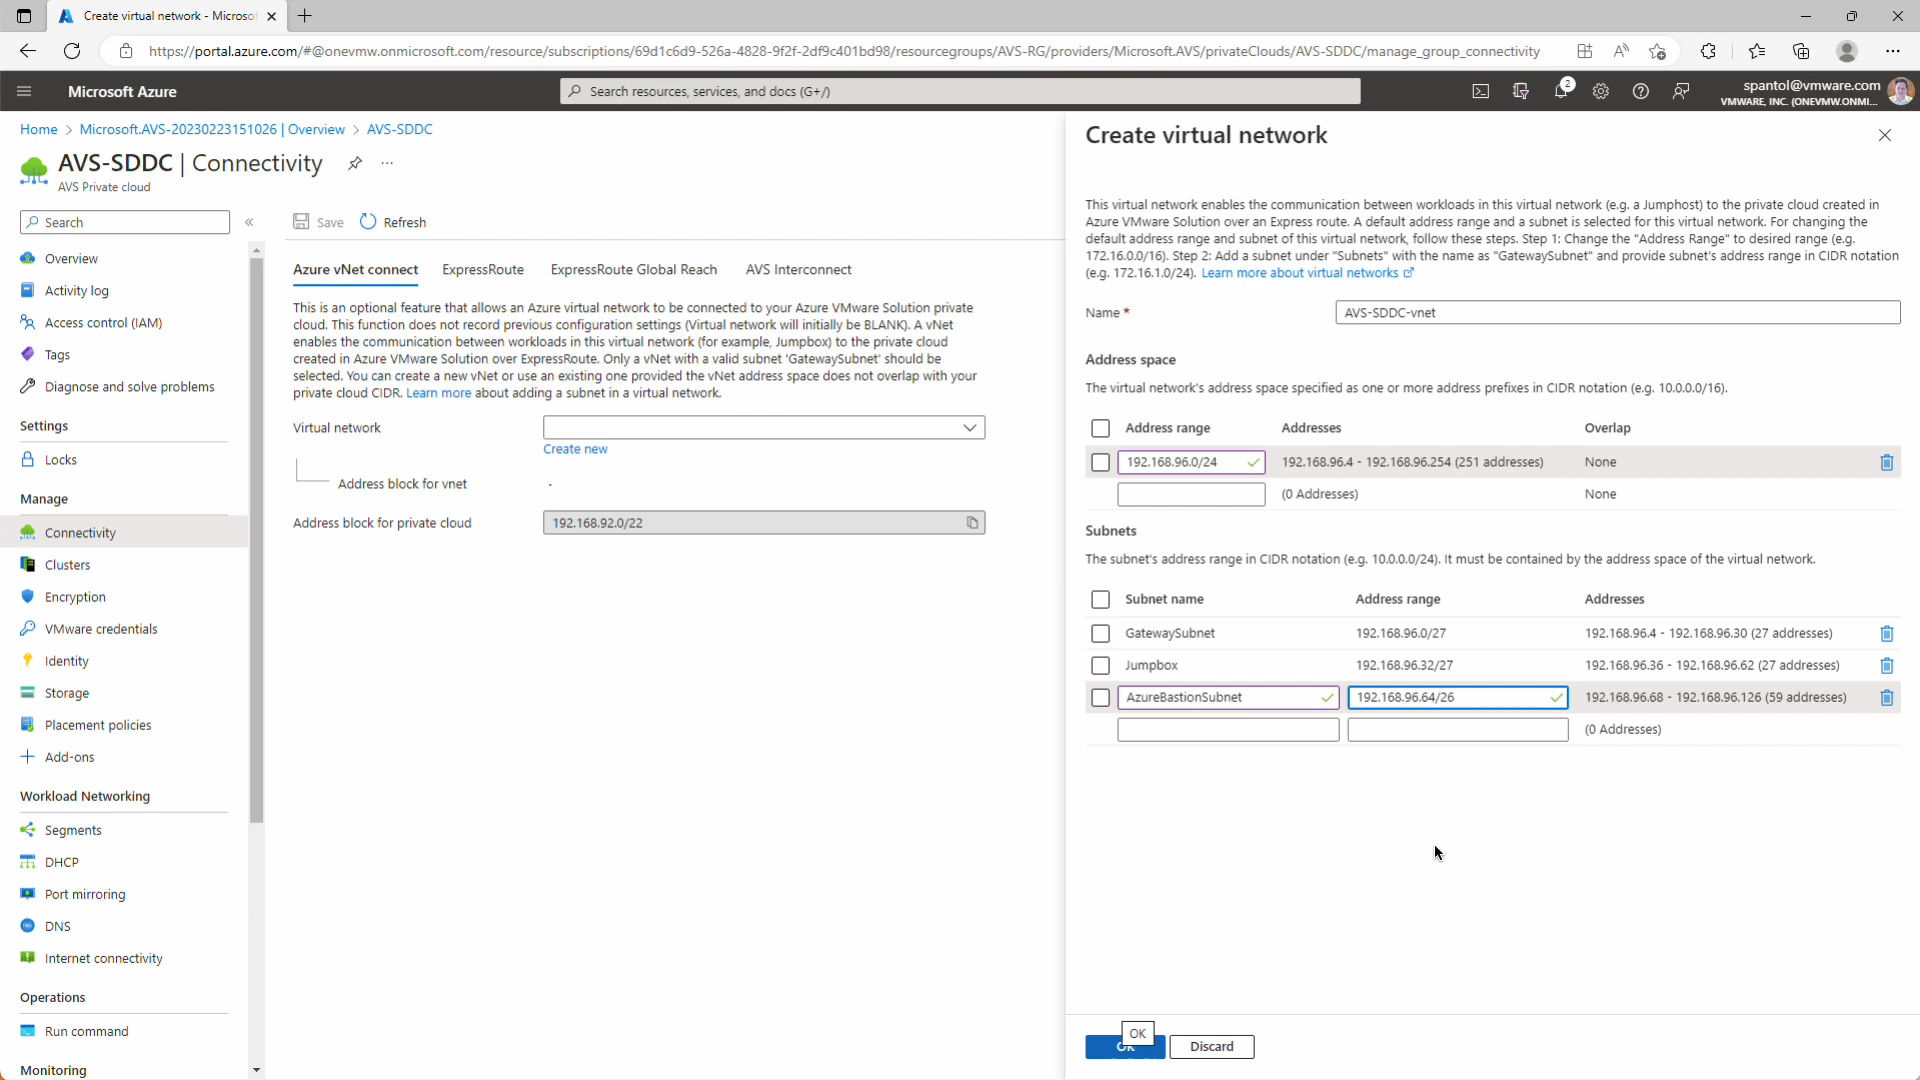 Create virtual network - Microsof
https://portal.azure.com/#@onevmw.onmicrosoft.com/resource/subscriptions/69d1c6d9-526a-4828-9f2f-2df9c401bd98/resourcegroups/AVS-RG/providers/Microsoft.AVS/privateClouds/AVS-SDDC/manage_group_connectivity
Microsoft Azure
Search resources, services, and docs (G+/)
2
spantol@vmware.com
VMWARE, INC. (ONEVMW.ONMI...
Home > Microsoft.AVS-20230223151026 | Overview > AVS-SDDC
AVS-SDDC | Connectivity ...
AVS Private cloud
Search
«
Overview
Activity log
Access control (IAM)
Tags
Diagnose and solve problems
Settings
Locks
Manage
Connectivity
Clusters
Encryption
VMware credentials
Identity
Storage
Placement policies
Add-ons
Workload Networking
Segments
DHCP
Port mirroring
DNS
Internet connectivity
Operations
Run command
Monitoring
Save Refresh
Azure vNet connect ExpressRoute ExpressRoute Global Reach AVS Interconnect
This is an optional feature that allows an Azure virtual network to be connected to your Azure VMware Solution private
cloud. This function does not record previous configuration settings (Virtual network will initially be BLANK). A vNet
enables the communication between workloads in this virtual network (for example, Jumpbox) to the private cloud
created in Azure VMware Solution over ExpressRoute. Only a vNet with a valid subnet 'GatewaySubnet' should be
selected. You can create a new vNet or use an existing one provided the vNet address space does not overlap with your
private cloud CIDR. Learn more about adding a subnet in a virtual network.
Virtual network
Create new
Address block for vnet -
Address block for private cloud 192.168.92.0/22
Create virtual network
This virtual network enables the communication between workloads in this virtual network (e.g. a Jumphost) to the private cloud created in
Azure VMware Solution over an Express route. A default address range and a subnet is selected for this virtual network. For changing the
default address range and subnet of this virtual network, follow these steps. Step 1: Change the "Address Range" to desired range (e.g.
172.16.0.0/16). Step 2: Add a subnet under "Subnets" with the name as "GatewaySubnet" and provide subnet's address range in CIDR notation
(e.g. 172.16.1.0/24). Learn more about virtual networks
Name * AVS-SDDC-vnet
Address space
The virtual network's address space specified as one or more address prefixes in CIDR notation (e.g. 10.0.0.0/16).
Address range Addresses Overlap
192.168.96.0/24 192.168.96.4 - 192.168.96.254 (251 addresses) None
(0 Addresses) None
Subnets
The subnet's address range in CIDR notation (e.g. 10.0.0.0/24). It must be contained by the address space of the virtual network.
Subnet name Address range Addresses
GatewaySubnet 192.168.96.0/27 192.168.96.4 - 192.168.96.30 (27 addresses)
Jumpbox 192.168.96.32/27 192.168.96.36 - 192.168.96.62 (27 addresses)
AzureBastionSubnet 192.168.96.64/26 192.168.96.68 - 192.168.96.126 (59 addresses)
(0 Addresses)
OK
OK Discard